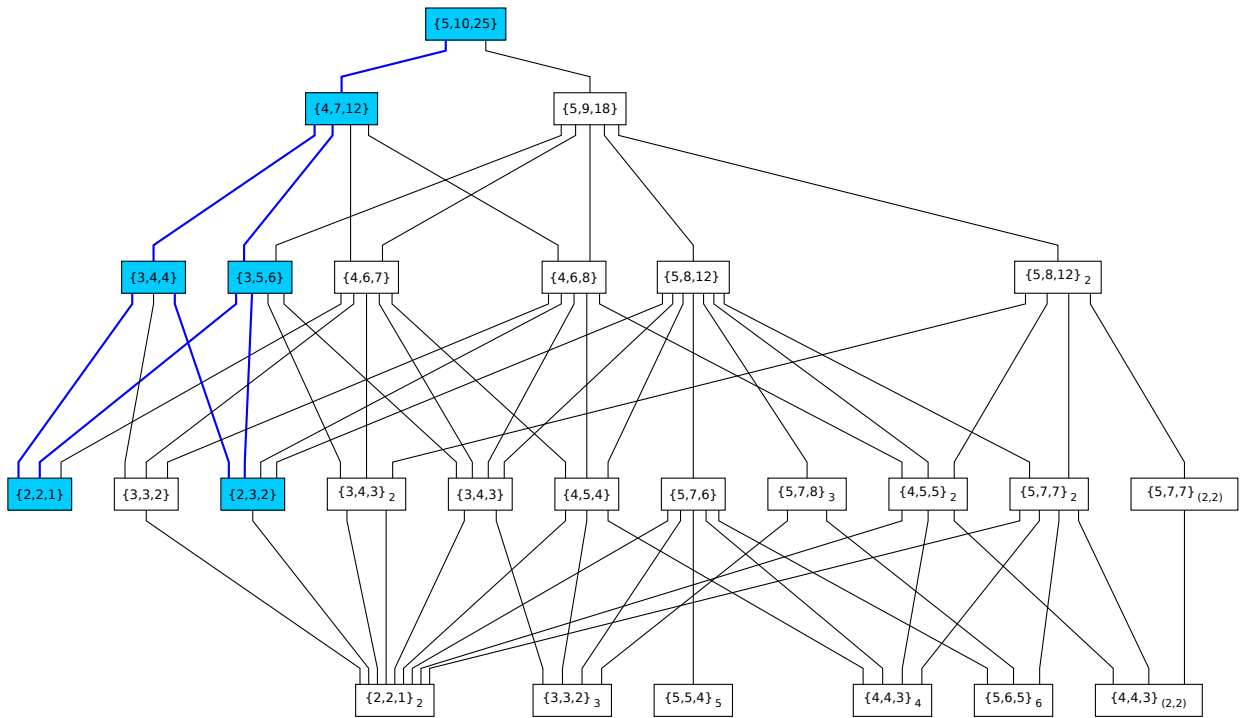 {5,10,25}
{4,7,12} {5,9,18}
{3,4,4} {3,5,6} {4,6,7} {4,6,8} {5,8,12} {5,8,12} 2
{2,2,1} {3,3,2} {2,3,2} {3,4,3} 2 {3,4,3} {4,5,4} {5,7,6} {5,7,8} 3 {4,5,5} 2 {5,7,7} 2 {5,7,7} (2,2)
{2,2,1} 2 {3,3,2} 3 {5,5,4} 5 {4,4,3} 4 {5,6,5} 6 {4,4,3} (2,2)